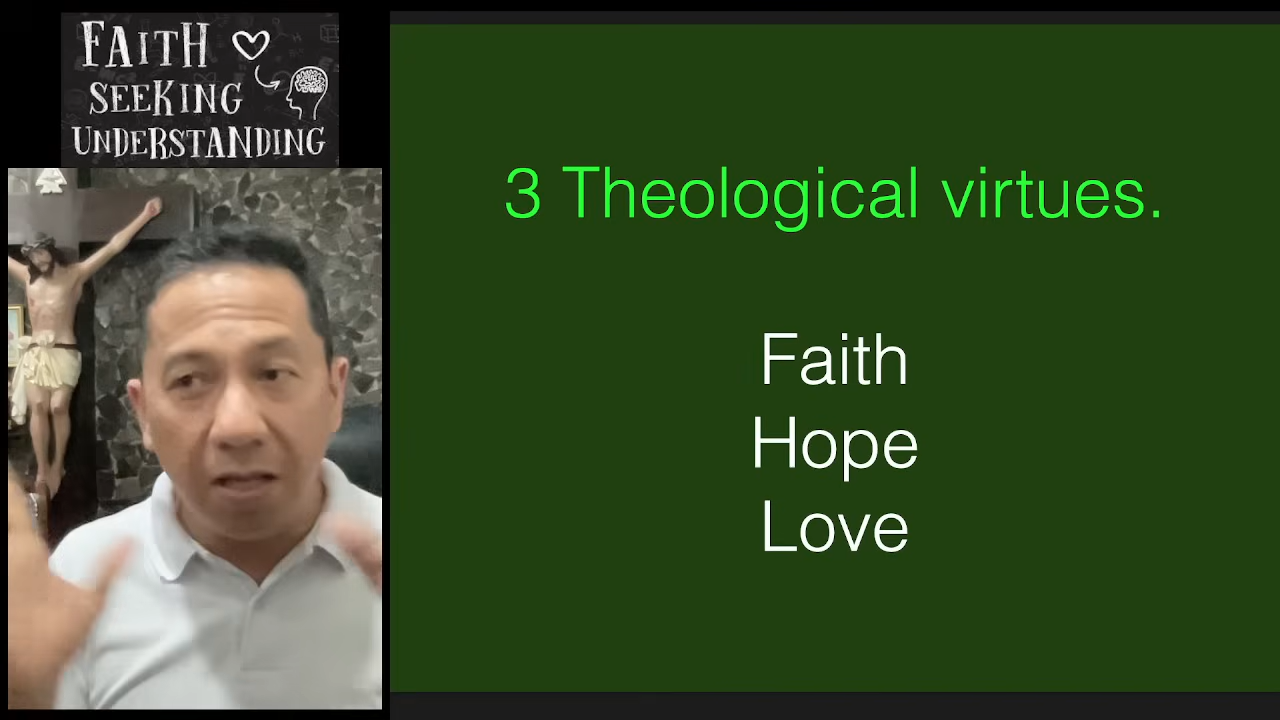 FAITH
SEEKING
UNDERSTANDING
3 Theological virtues.
Faith
Hope
Love